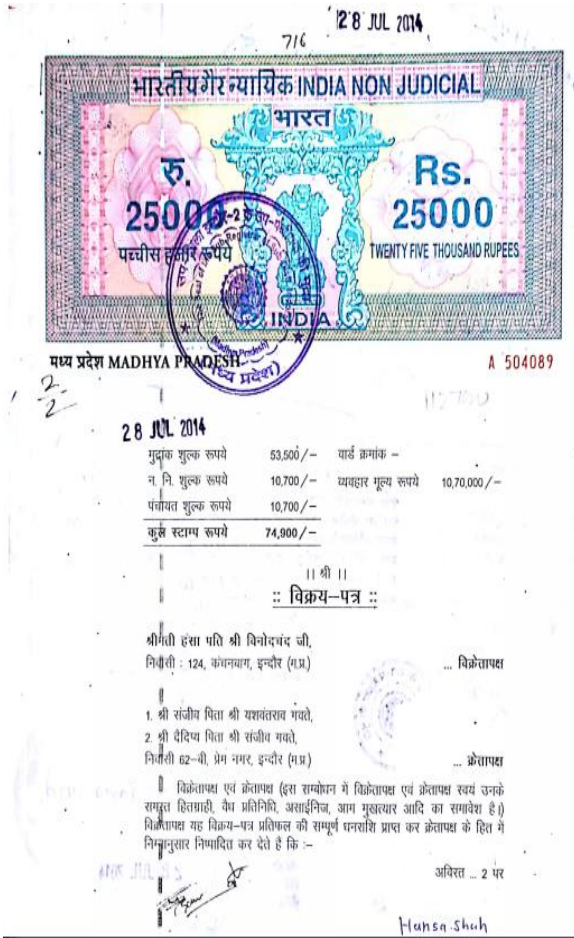 28 JUL 2014
716
भारतीय गैर न्यायिक INDIA NON JUDICIAL
भारत
रु. Rs.
25000 25000
पच्चीस हजार रूपये TWENTY FIVE THOUSAND RUPEES
INDIA
मध्य प्रदेश MADHYA PRADESH A 504089
2/2
28 JUL 2014
मुद्रांक शुल्क रूपये 53,500/– वार्ड क्रमांक –
न. नि. शुल्क रूपये 10,700/– व्यवहार मूल्य रूपये 10,70,000/–
पंचायत शुल्क रूपये 10,700/–
कुल स्टाम्प रूपये 74,900/–
।। श्री ।।
:: विक्रय–पत्र ::
श्रीमती हंसा पति श्री विनोदचंद जी,
निवासी : 124, कंचनबाग, इन्दौर (म.प्र.) ... विक्रेतापक्ष
1. श्री संजीव पिता श्री यशवंतराव गवते,
2. श्री दैदिप्य पिता श्री संजीव गवते,
निवासी 62–बी, प्रेम नगर, इन्दौर (म.प्र.) ... क्रेतापक्ष
विक्रेतापक्ष एवं क्रेतापक्ष (इस सम्बोधन में विक्रेतापक्ष एवं क्रेतापक्ष स्वयं उनके
समस्त हितग्राही, वैध प्रतिनिधि, असाईनिज, आम मुखत्यार आदि का समावेश है।)
विक्रेतापक्ष यह विक्रय–पत्र प्रतिफल की सम्पूर्ण धनराशि प्राप्त कर क्रेतापक्ष के हित में
निम्नानुसार निष्पादित कर देते है कि :–
अविरत ... 2 पर
Hansa Shah